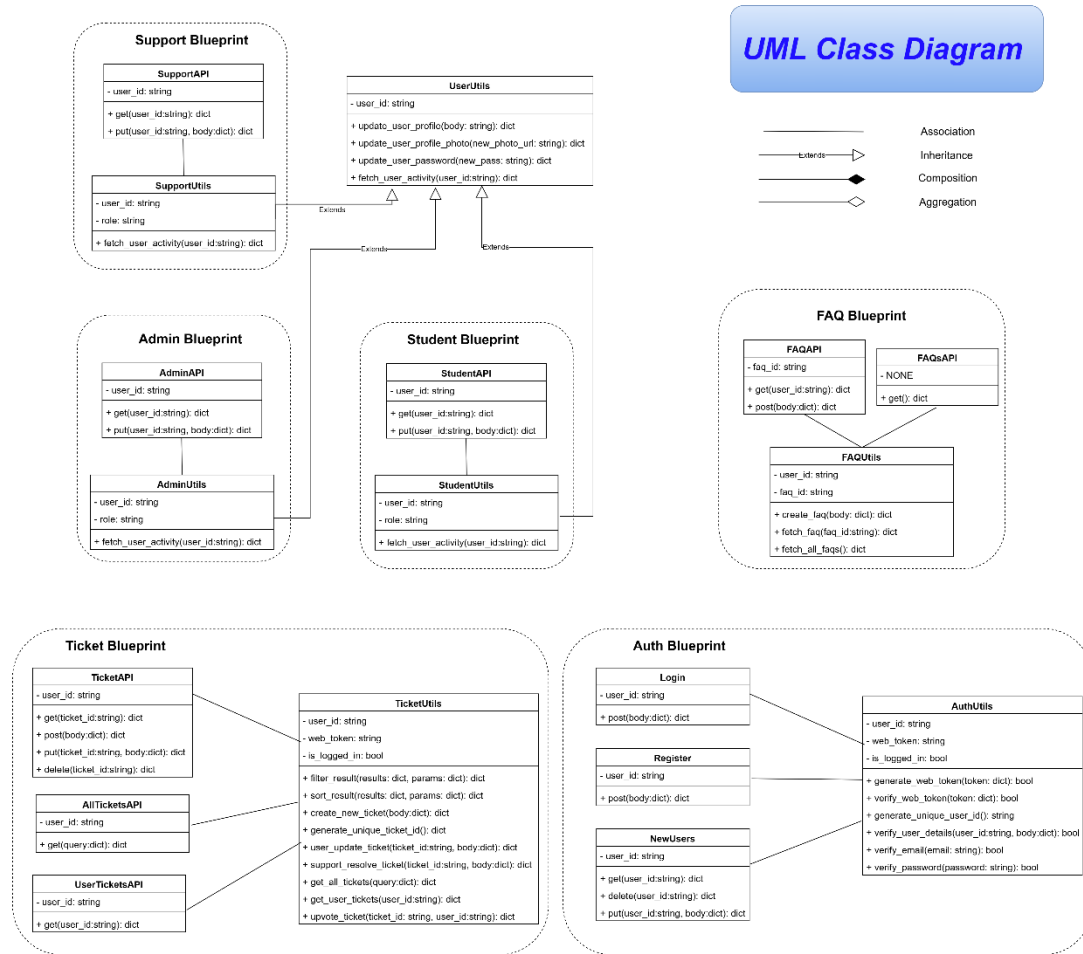 UML Class Diagram
Association
Extends
Inheritance
Composition
Aggregation
Support Blueprint
SupportAPI
- user_id: string
+ get(user_id:string): dict
+ put(user_id:string, body:dict): dict
SupportUtils
- user_id: string
- role: string
+ fetch_user_activity(user_id:string): dict
UserUtils
- user_id: string
+ update_user_profile(body: string): dict
+ update_user_profile_photo(new_photo_url: string): dict
+ update_user_password(new_pass: string): dict
+ fetch_user_activity(user_id:string): dict
Extends
Extends
Extends
Admin Blueprint
AdminAPI
- user_id: string
+ get(user_id:string): dict
+ put(user_id:string, body:dict): dict
AdminUtils
- user_id: string
- role: string
+ fetch_user_activity(user_id:string): dict
Student Blueprint
StudentAPI
- user_id: string
+ get(user_id:string): dict
+ put(user_id:string, body:dict): dict
StudentUtils
- user_id: string
- role: string
+ fetch_user_activity(user_id:string): dict
FAQ Blueprint
FAQAPI
- faq_id: string
+ get(user_id:string): dict
+ post(body:dict): dict
FAQsAPI
- NONE
+ get(): dict
FAQUtils
- user_id: string
- faq_id: string
+ create_faq(body: dict): dict
+ fetch_faq(faq_id:string): dict
+ fetch_all_faqs(): dict
Ticket Blueprint
TicketAPI
- user_id: string
+ get(ticket_id:string): dict
+ post(body:dict): dict
+ put(ticket_id:string, body:dict): dict
+ delete(ticket_id:string): dict
AllTicketsAPI
- user_id: string
+ get(query:dict): dict
UserTicketsAPI
- user_id: string
+ get(user_id:string): dict
TicketUtils
- user_id: string
- web_token: string
- is_logged_in: bool
+ filter_result(results: dict, params: dict): dict
+ sort_result(results: dict, params: dict): dict
+ create_new_ticket(body:dict): dict
+ generate_unique_ticket_id(): dict
+ user_update_ticket(ticket_id:string, body:dict): dict
+ support_resolve_ticket(ticket_id:string, body:dict): dict
+ get_all_tickets(query:dict): dict
+ get_user_tickets(user_id:string): dict
+ upvote_ticket(ticket_id: string, user_id:string): dict
Auth Blueprint
Login
- user_id: string
+ post(body:dict): dict
Register
- user_id: string
+ post(body:dict): dict
NewUsers
- user_id: string
+ get(user_id:string): dict
+ delete(user_id:string): dict
+ put(user_id:string, body:dict): dict
AuthUtils
- user_id: string
- web_token: string
- is_logged_in: bool
+ generate_web_token(token: dict): bool
+ verify_web_token(token: dict): bool
+ generate_unique_user_id(): string
+ verify_user_details(user_id:string, body:dict): bool
+ verify_email(email: string): bool
+ verify_password(password: string): bool